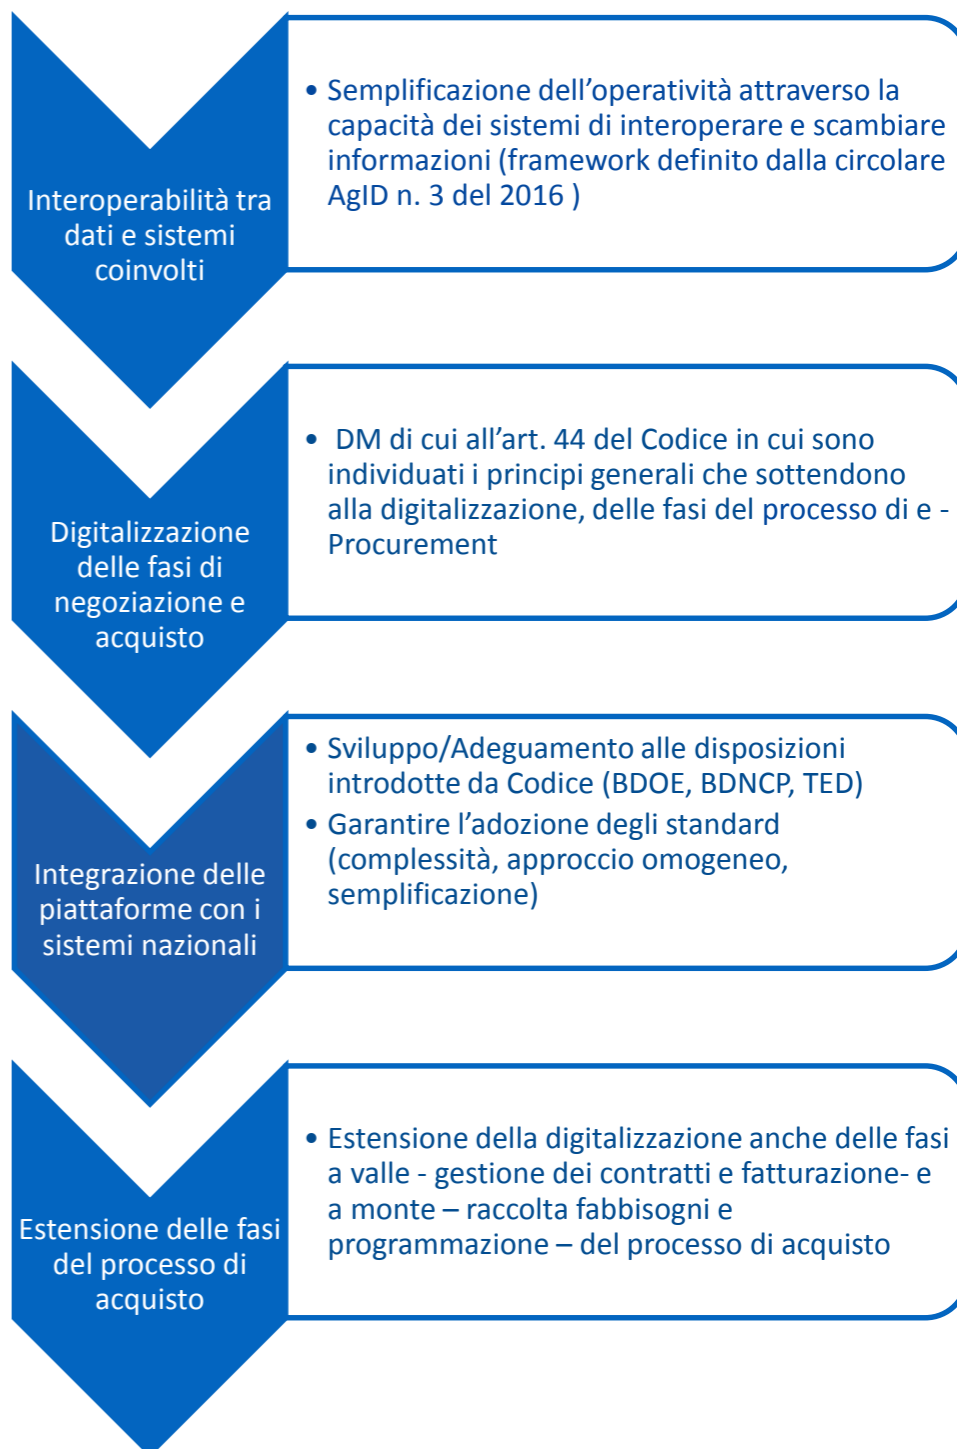 Interoperabilità tra
dati e sistemi
coinvolti
• Semplificazione dell’operatività attraverso la
capacità dei sistemi di interoperare e scambiare
informazioni (framework definito dalla circolare
AgID n. 3 del 2016 )
Digitalizzazione
delle fasi di
negoziazione e
acquisto
• DM di cui all’art. 44 del Codice in cui sono
individuati i principi generali che sottendono
alla digitalizzazione, delle fasi del processo di e -
Procurement
Integrazione delle
piattaforme con i
sistemi nazionali
• Sviluppo/Adeguamento alle disposizioni
introdotte da Codice (BDOE, BDNCP, TED)
• Garantire l’adozione degli standard
(complessità, approccio omogeneo,
semplificazione)
Estensione delle fasi
del processo di
acquisto
• Estensione della digitalizzazione anche delle fasi
a valle - gestione dei contratti e fatturazione- e
a monte – raccolta fabbisogni e
programmazione – del processo di acquisto